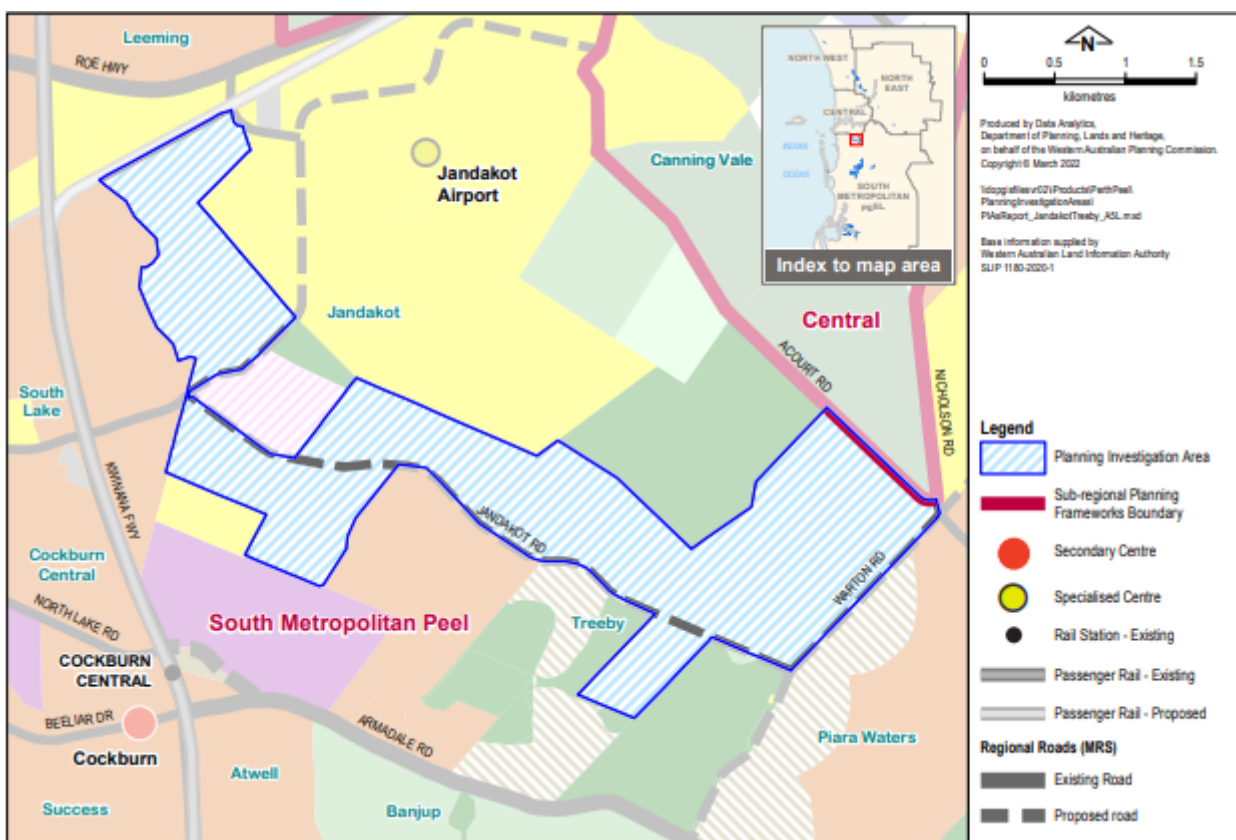 Leeming
ROE HWY
Jandakot
Airport
Canning Vale
NORTH WEST
NORTH
EAST
CENTRAL
INDIAN
OCEAN
SOUTH
METROPOLITAN
PEEL
Index to map area
Jandakot
Central
ACOURT RD
NICHOLSON RD
South
Lake
KWINANA FWY
JANDAKOT RD
WARTON RD
Cockburn
Central
NORTH LAKE RD
South Metropolitan Peel
Treeby
COCKBURN
CENTRAL
BEELIAR DR
Cockburn
ARMADALE RD
Piara Waters
Atwell
Success
Banjup
N
0 0.5 1 1.5
kilometres
Produced by Data Analytics,
Department of Planning, Lands and Heritage,
on behalf of the Western Australian Planning Commission.
Copyright © March 2022
PlanningInvestigationAreas\
PIAsReport_JandakotTreeby_ASL.mxd
Base information supplied by
Western Australian Land Information Authority
SLIP 1180-2020-1
Legend
Planning Investigation Area
Sub-regional Planning
Frameworks Boundary
Secondary Centre
Specialised Centre
Rail Station - Existing
Passenger Rail - Existing
Passenger Rail - Proposed
Regional Roads (MRS)
Existing Road
Proposed road